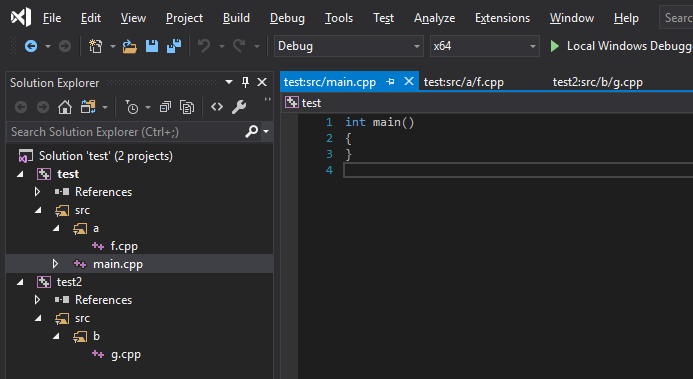 File Edit View Project Build Debug Tools Test Analyze Extensions Window Help Sear
Debug x64 Local Windows Debugge
Solution Explorer
Search Solution Explorer (Ctrl+;)
Solution 'test' (2 projects)
test
References
src
a
f.cpp
main.cpp
test2
References
src
b
g.cpp
test:src/main.cpp test:src/a/f.cpp test2:src/b/g.cpp
test
1 int main()
2 {
3 }
4